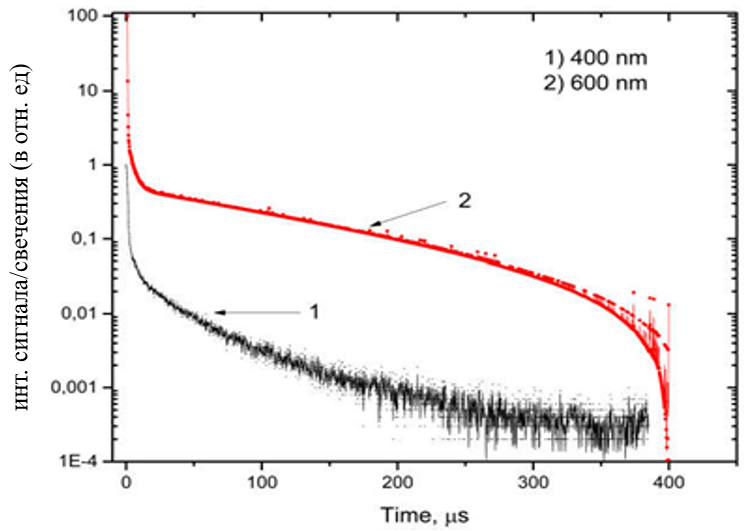 инт. сигнала/свечения (в отн. ед)
100
10
1
0,1
0,01
0,001
1E-4
1) 400 nm
2) 600 nm
2
1
0 100 200 300 400
Time, µs